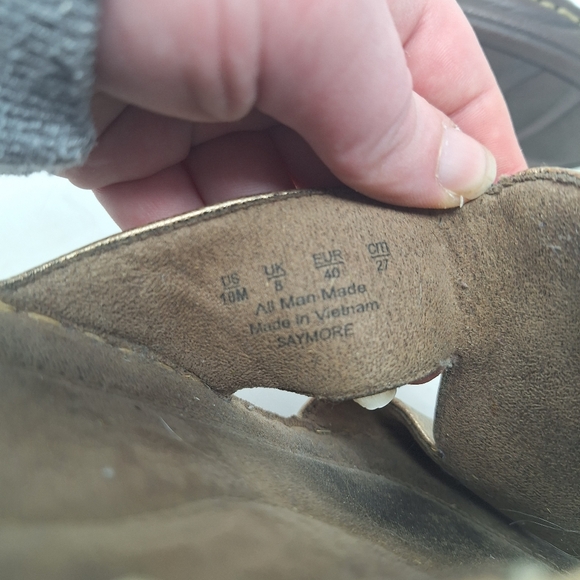 US UK EUR cm
10M 8 40 27
All Man Made
Made in Vietnam
SAYMORE